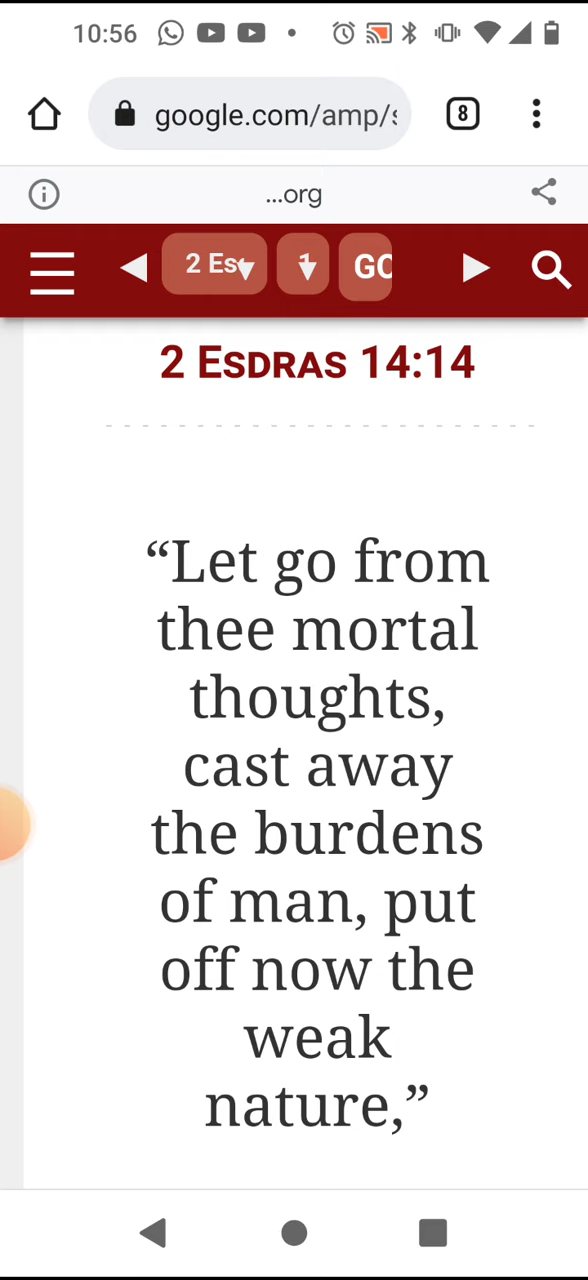 10:56
google.com/amp/s
8
...org
2 Es
1
GO
2 ESDRAS 14:14
“Let go from
thee mortal
thoughts,
cast away
the burdens
of man, put
off now the
weak
nature,”